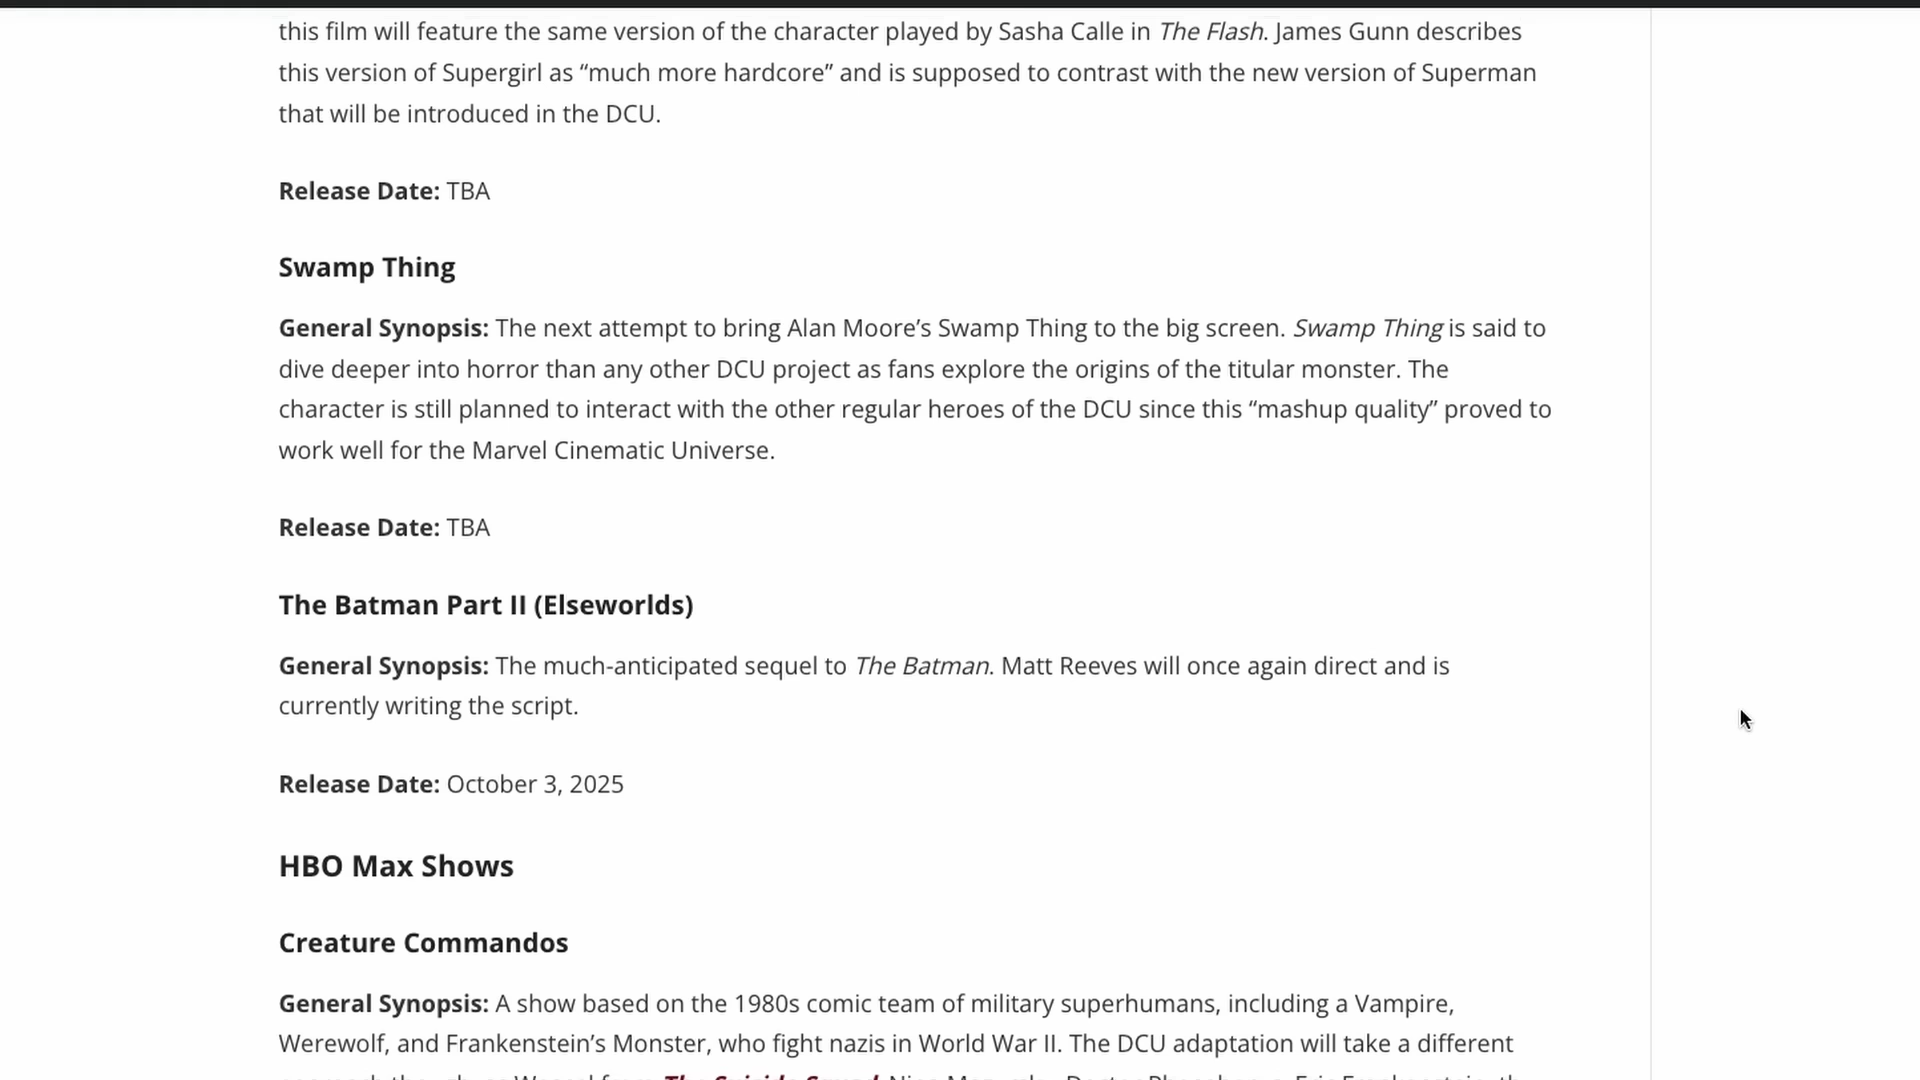 this film will feature the same version of the character played by Sasha Calle in The Flash. James Gunn describes
this version of Supergirl as “much more hardcore” and is supposed to contrast with the new version of Superman
that will be introduced in the DCU.
Release Date: TBA
Swamp Thing
General Synopsis: The next attempt to bring Alan Moore’s Swamp Thing to the big screen. Swamp Thing is said to
dive deeper into horror than any other DCU project as fans explore the origins of the titular monster. The
character is still planned to interact with the other regular heroes of the DCU since this “mashup quality” proved to
work well for the Marvel Cinematic Universe.
Release Date: TBA
The Batman Part II (Elseworlds)
General Synopsis: The much-anticipated sequel to The Batman. Matt Reeves will once again direct and is
currently writing the script.
Release Date: October 3, 2025
HBO Max Shows
Creature Commandos
General Synopsis: A show based on the 1980s comic team of military superhumans, including a Vampire,
Werewolf, and Frankenstein’s Monster, who fight nazis in World War II. The DCU adaptation will take a different
The Suicide Squad